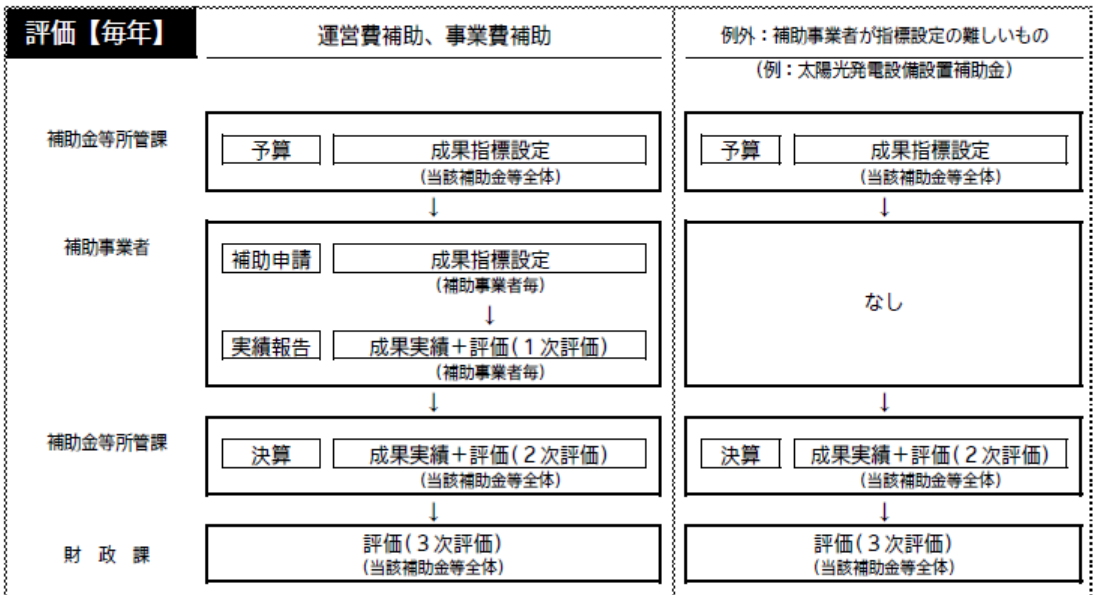 評価【毎年】 運営費補助、事業費補助 例外：補助事業者が指標設定の難しいもの
(例：太陽光発電設備設置補助金)
補助金等所管課 予算 成果指標設定 予算 成果指標設定
(当該補助金等全体) (当該補助金等全体)
↓ ↓
補助事業者 補助申請 成果指標設定
(補助事業者毎)
↓ なし
実績報告 成果実績＋評価(１次評価)
(補助事業者毎)
↓ ↓
補助金等所管課 決算 成果実績＋評価(２次評価) 決算 成果実績＋評価(２次評価)
(当該補助金等全体) (当該補助金等全体)
↓ ↓
財政課 評価(３次評価) 評価(３次評価)
(当該補助金等全体) (当該補助金等全体)